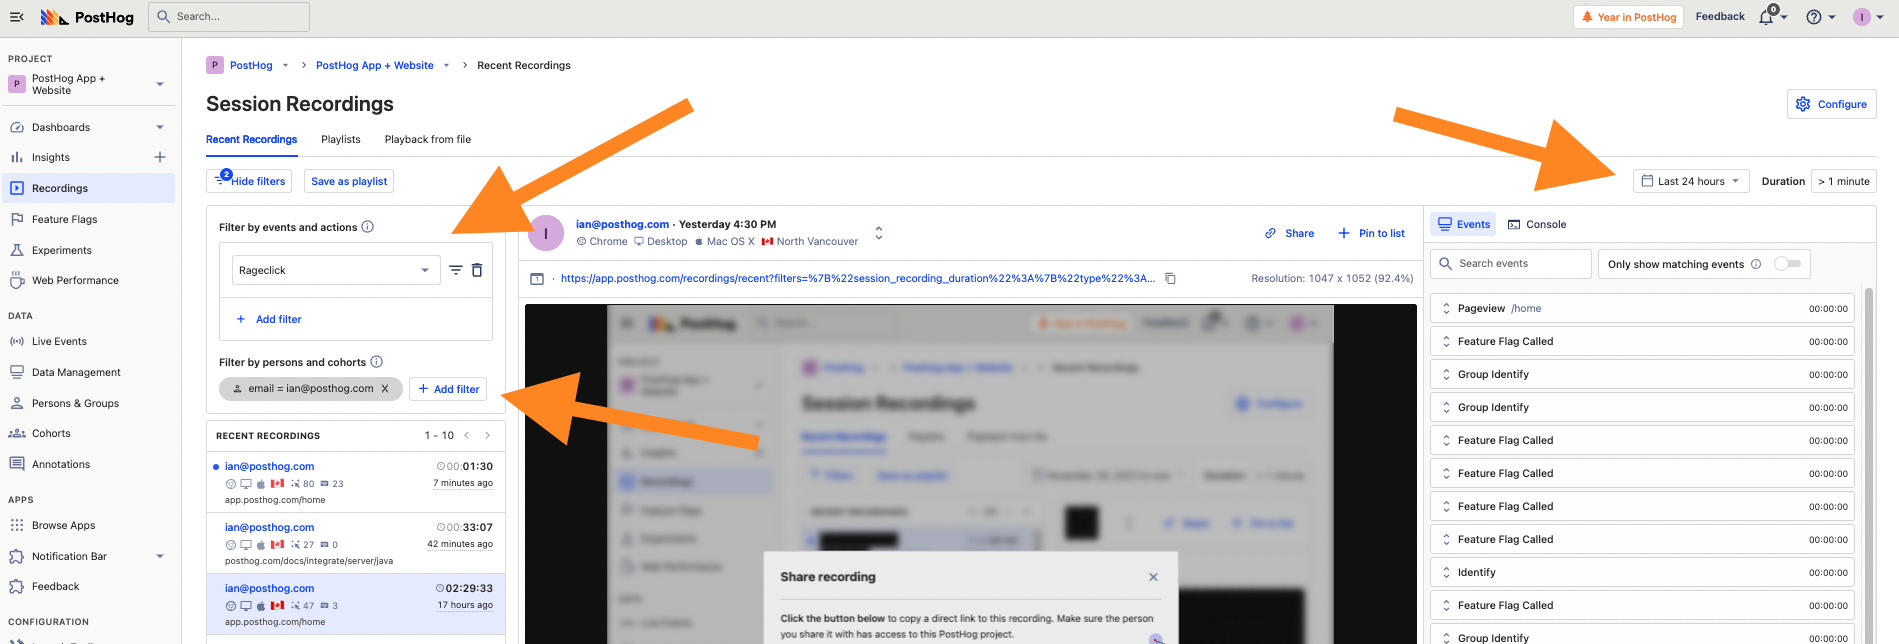 PostHog
Search...
Year in PostHog
Feedback
0
I
PROJECT
P
PostHog App +
Website
Dashboards
Insights
Recordings
Feature Flags
Experiments
Web Performance
DATA
Live Events
Data Management
Persons & Groups
Cohorts
Annotations
APPS
Browse Apps
Notification Bar
Feedback
CONFIGURATION
P PostHog > PostHog App + Website > Recent Recordings
Session Recordings
Configure
Recent Recordings
Playlists
Playback from file
2
Hide filters
Save as playlist
Last 24 hours
Duration
> 1 minute
Filter by events and actions
Rageclick
+ Add filter
Filter by persons and cohorts
email = ian@posthog.com X
+ Add filter
RECENT RECORDINGS
1 - 10
ian@posthog.com
00:01:30
80
23
7 minutes ago
app.posthog.com/home
ian@posthog.com
00:33:07
27
0
42 minutes ago
posthog.com/docs/integrate/server/java
ian@posthog.com
02:29:33
47
3
17 hours ago
app.posthog.com/home
I
ian@posthog.com · Yesterday 4:30 PM
Chrome Desktop Mac OS X North Vancouver
Share
+ Pin to list
1 · https://app.posthog.com/recordings/recent?filters=%7B%22session_recording_duration%22%3A%7B%22type%22%3A...
Resolution: 1047 x 1052 (92.4%)
PostHog
Session Recordings
Configure
Recent Recordings
Share recording
Click the button below to copy a direct link to this recording. Make sure the person
you share it with has access to this PostHog project.
Events
Console
Search events
Only show matching events
Pageview /home 00:00:00
Feature Flag Called 00:00:00
Group Identify 00:00:00
Group Identify 00:00:00
Feature Flag Called 00:00:00
Feature Flag Called 00:00:00
Feature Flag Called 00:00:00
Feature Flag Called 00:00:00
Identify 00:00:00
Feature Flag Called 00:00:00
Group Identify 00:00:00